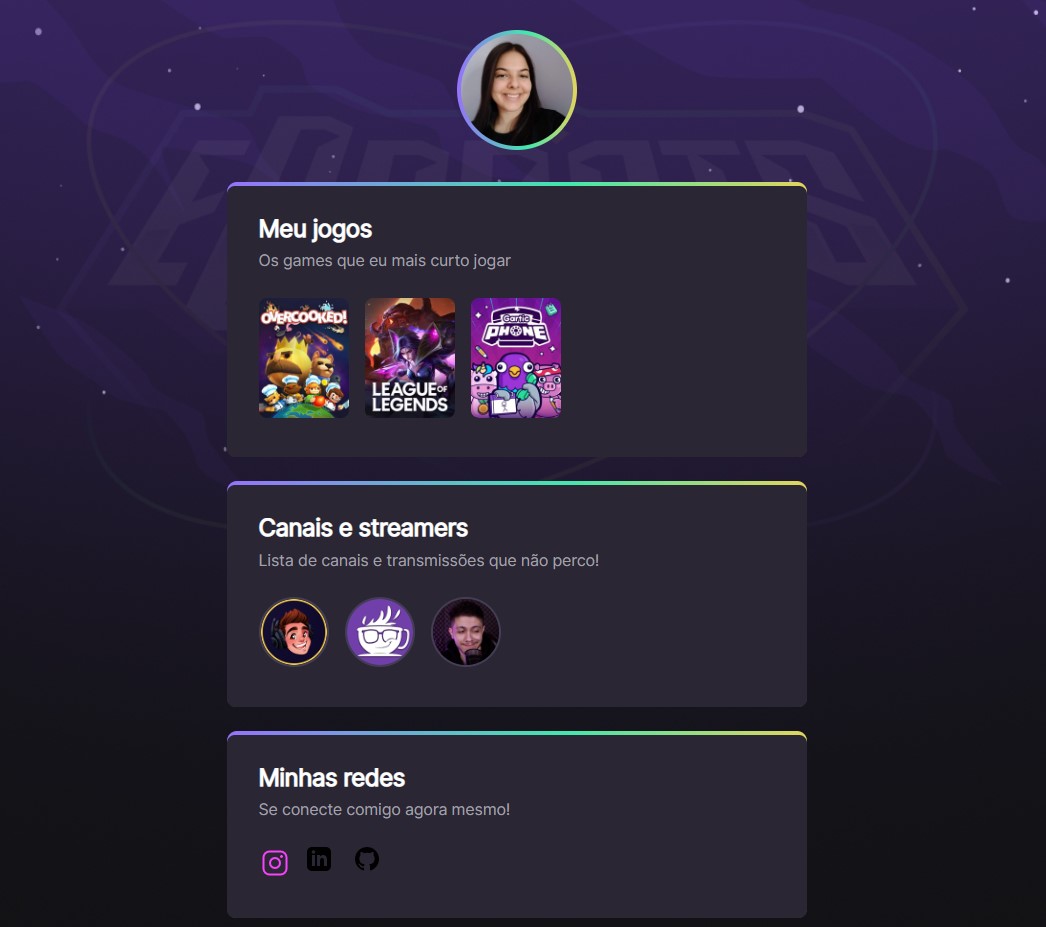 Meu jogos
Os games que eu mais curto jogar
OVERCOOKED!
LEAGUE OF
LEGENDS
Gartic
PHONE
Canais e streamers
Lista de canais e transmissões que não perco!
Minhas redes
Se conecte comigo agora mesmo!
in